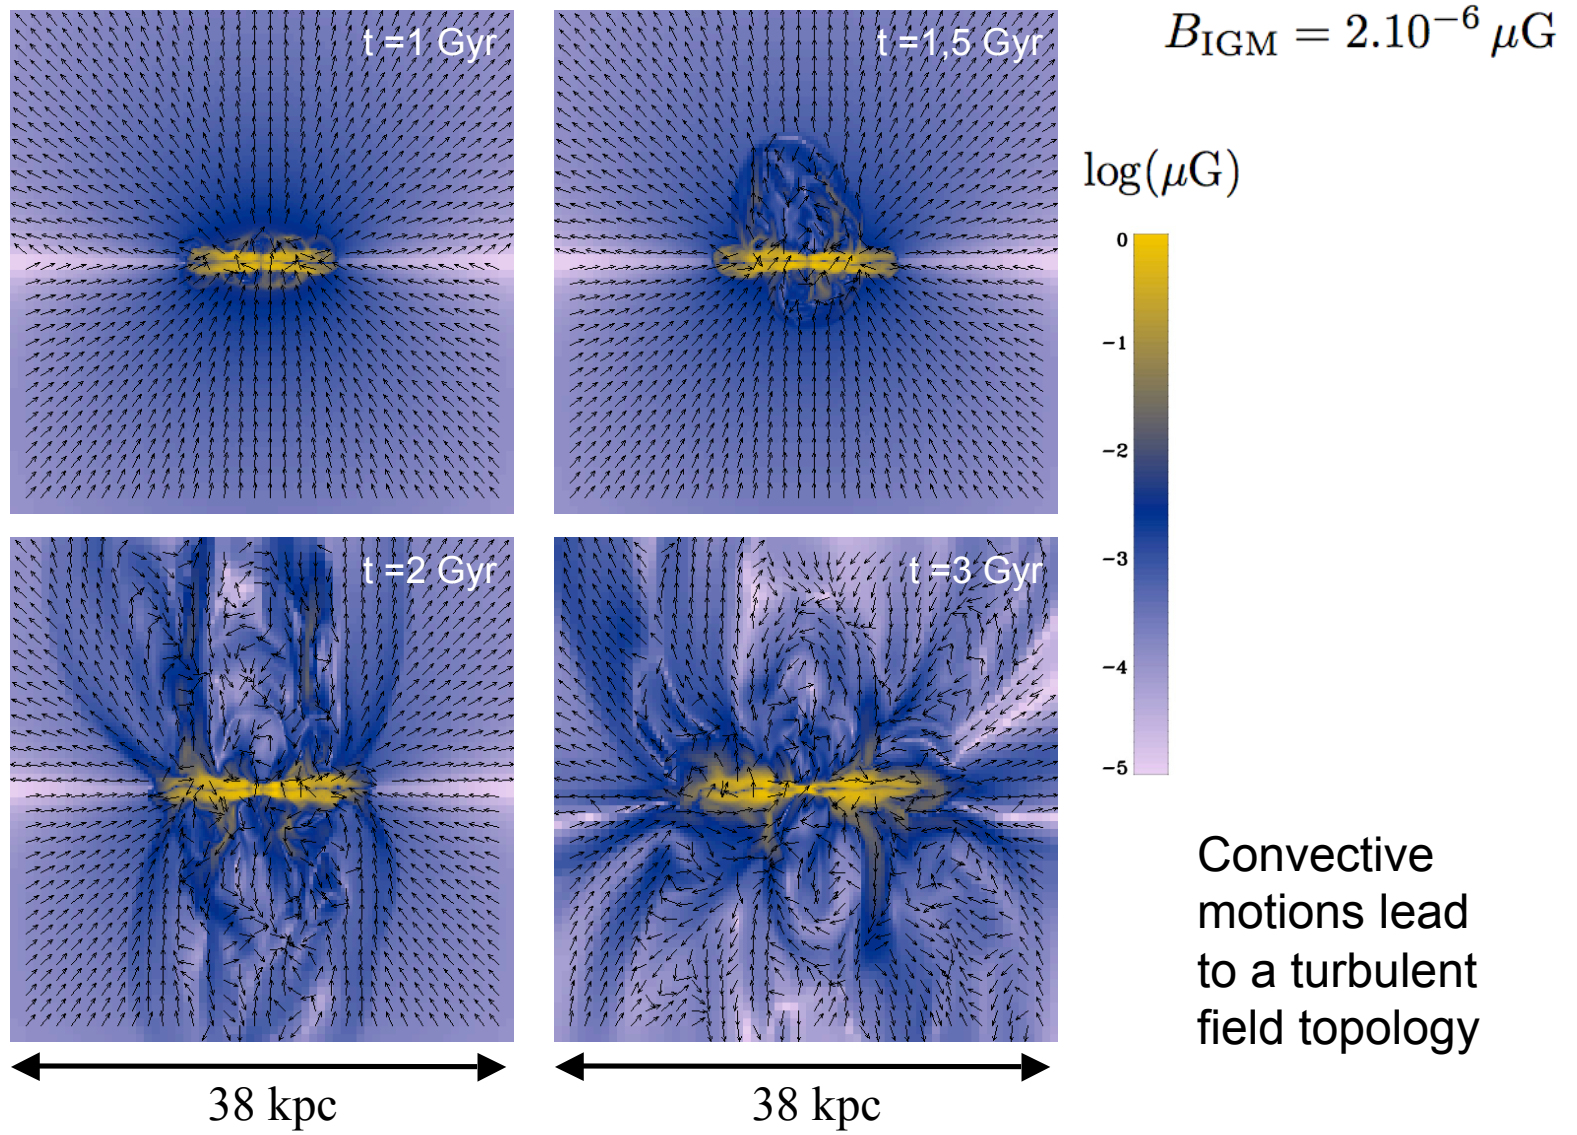 t =1 Gyr
t =1,5 Gyr
B_IGM = 2.10⁻⁶ μG
log(μG)
0
−1
−2
−3
−4
−5
t =2 Gyr
t =3 Gyr
Convective
motions lead
to a turbulent
field topology
38 kpc
38 kpc